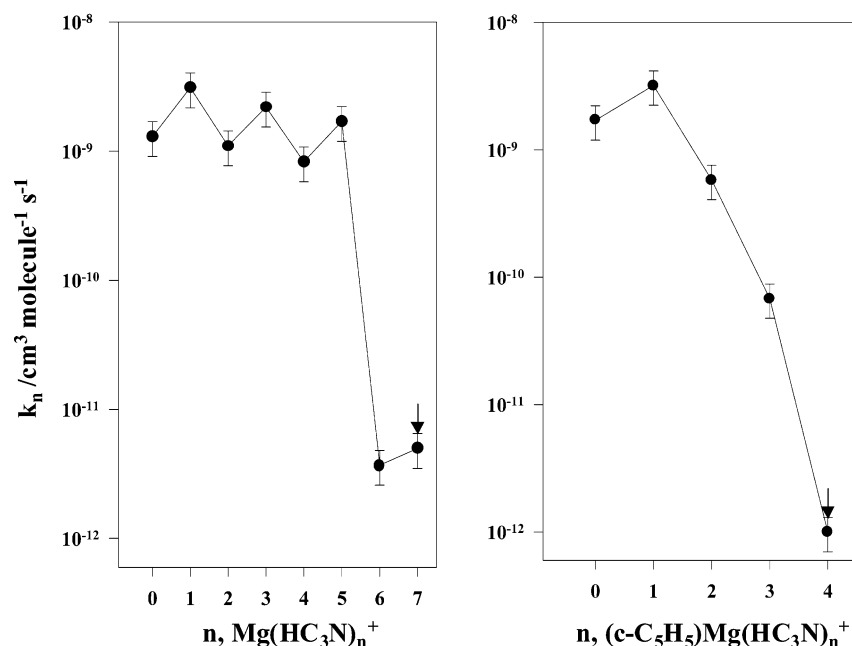 10⁻⁸
10⁻⁹
10⁻¹⁰
10⁻¹¹
10⁻¹²
kₙ /cm³ molecule⁻¹ s⁻¹
0 1 2 3 4 5 6 7
n, Mg(HC₃N)ₙ⁺
10⁻⁸
10⁻⁹
10⁻¹⁰
10⁻¹¹
10⁻¹²
0 1 2 3 4
n, (c-C₅H₅)Mg(HC₃N)ₙ⁺